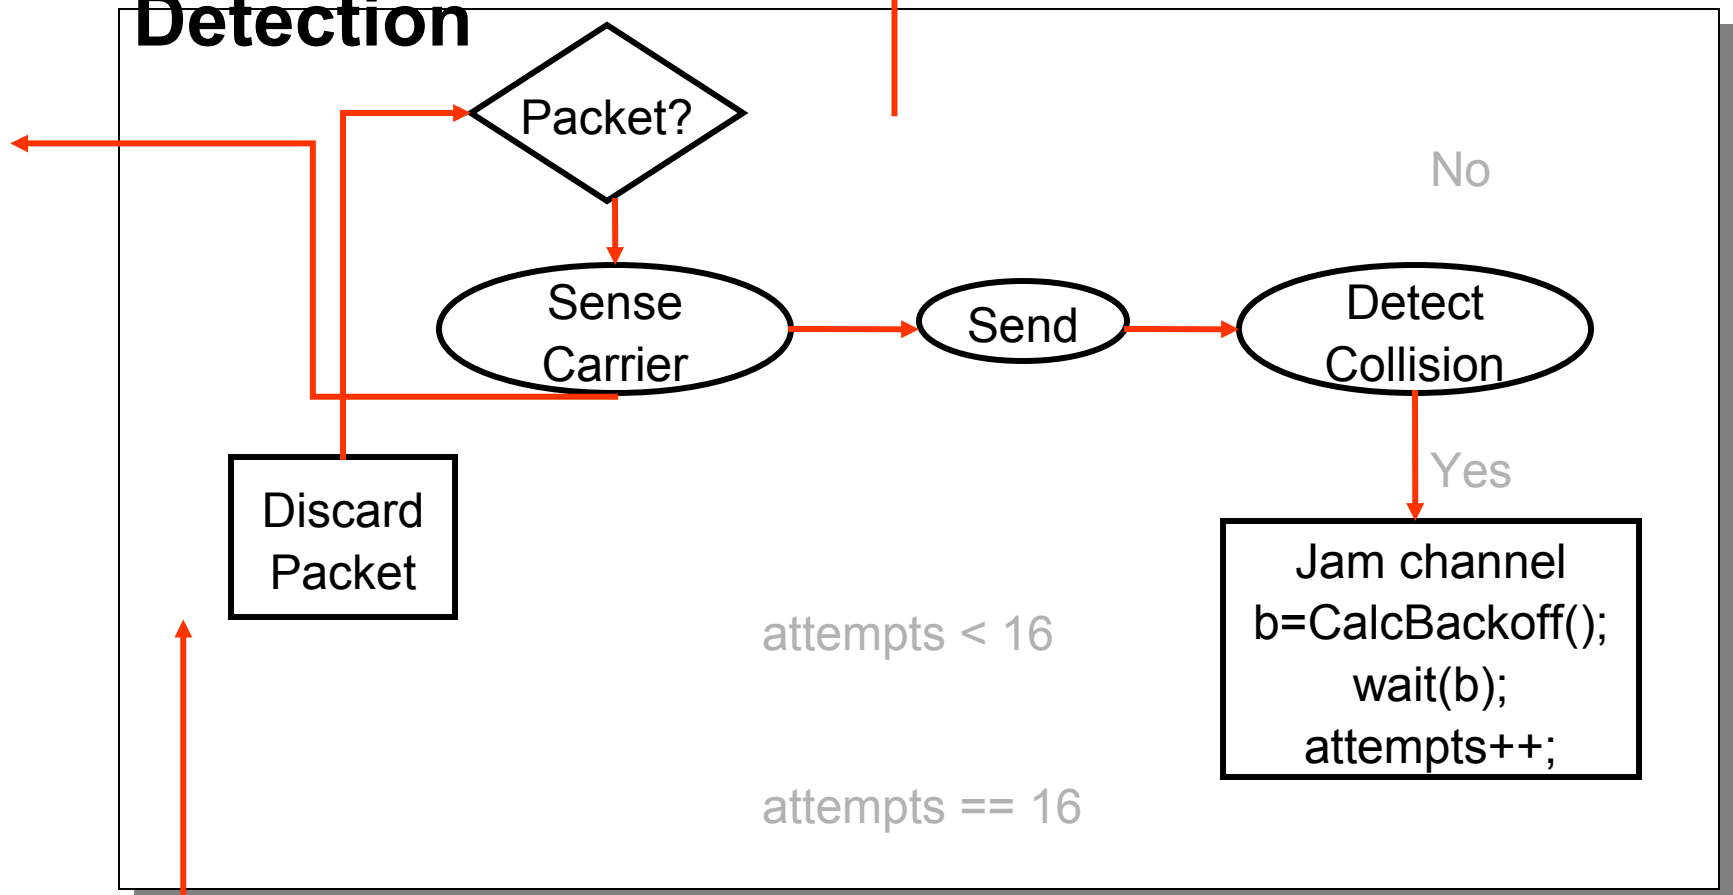 Detection
Packet?
No
Sense
Carrier
Send
Detect
Collision
Yes
Discard
Packet
Jam channel
b=CalcBackoff();
wait(b);
attempts++;
attempts < 16
attempts == 16